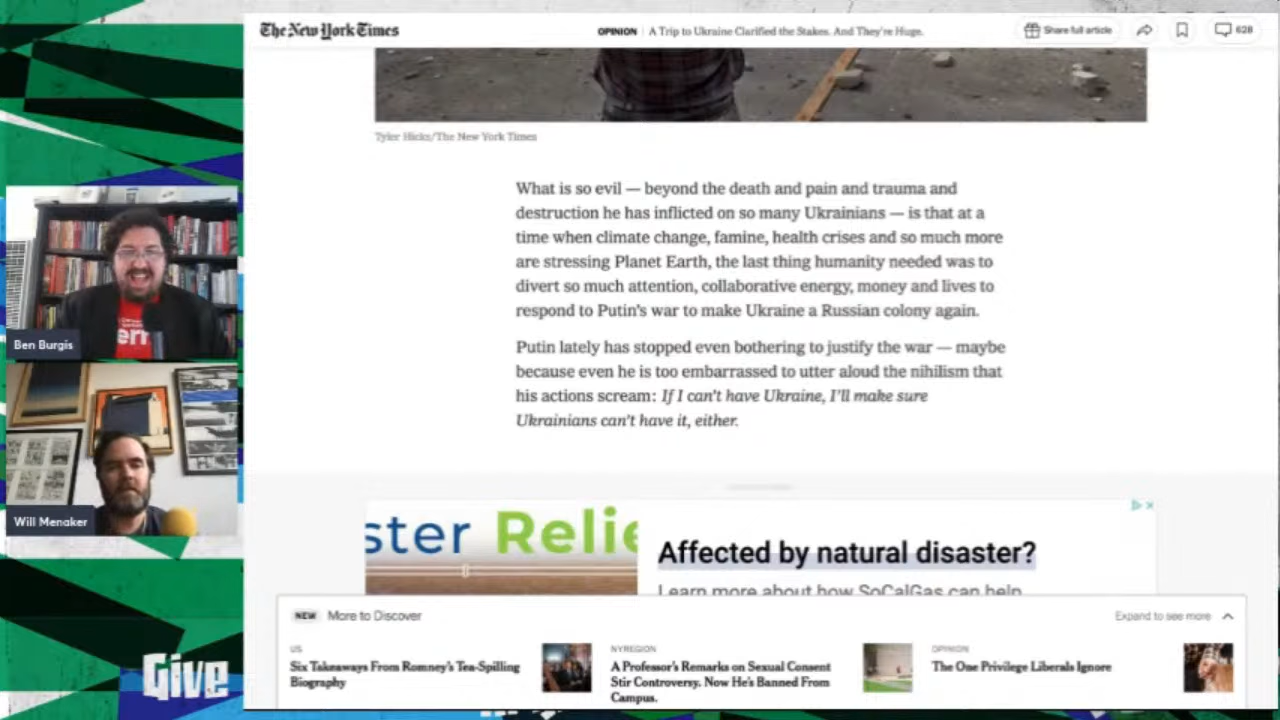 The New York Times
OPINION | A Trip to Ukraine Clarified the Stakes. And They're Huge.
Share full article
628
Tyler Hicks/The New York Times
What is so evil — beyond the death and pain and trauma and
destruction he has inflicted on so many Ukrainians — is that at a
time when climate change, famine, health crises and so much more
are stressing Planet Earth, the last thing humanity needed was to
divert so much attention, collaborative energy, money and lives to
respond to Putin's war to make Ukraine a Russian colony again.
Putin lately has stopped even bothering to justify the war — maybe
because even he is too embarrassed to utter aloud the nihilism that
his actions scream: If I can't have Ukraine, I'll make sure
Ukrainians can't have it, either.
Ben Burgis
Will Menaker
ster Relie
Affected by natural disaster?
Learn more about how SoCalGas can help
NEW More to Discover
Expand to see more
US
Six Takeaways From Romney's Tea-Spilling
Biography
NYREGION
A Professor's Remarks on Sexual Consent
Stir Controversy. Now He's Banned From
Campus.
OPINION
The One Privilege Liberals Ignore
Give